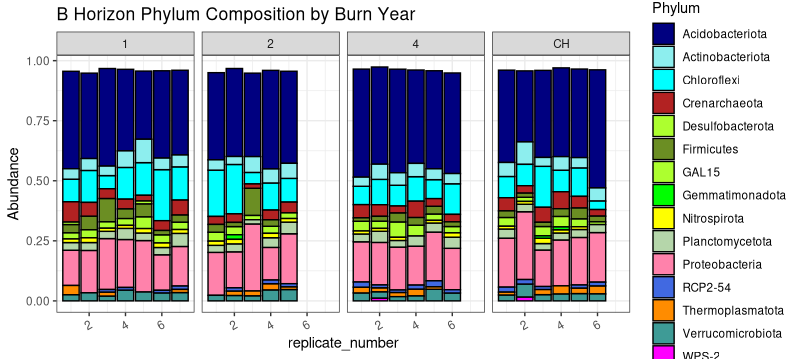 B Horizon Phylum Composition by Burn Year
1 2 4 CH
Abundance
1.00
0.75
0.50
0.25
0.00
2 4 6 2 4 6 2 4 6 2 4 6
replicate_number
Phylum
Acidobacteriota
Actinobacteriota
Chloroflexi
Crenarchaeota
Desulfobacterota
Firmicutes
GAL15
Gemmatimonadota
Nitrospirota
Planctomycetota
Proteobacteria
RCP2-54
Thermoplasmatota
Verrucomicrobiota
WPS-2